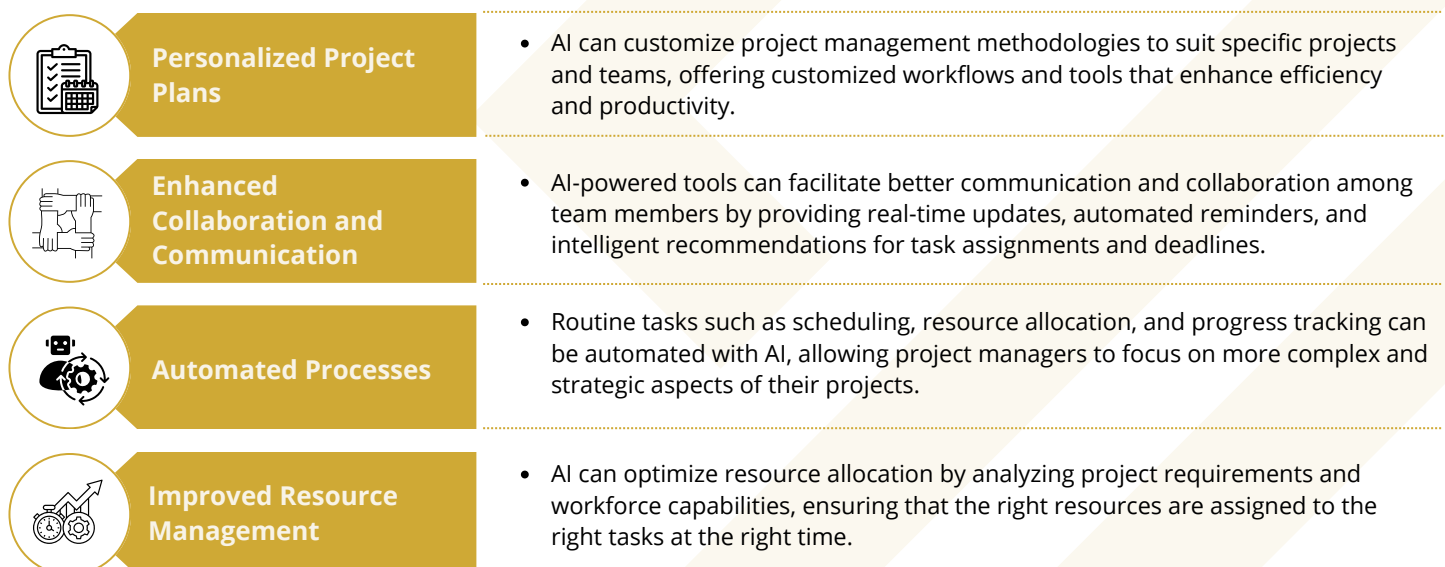 Personalized Project
Plans
• AI can customize project management methodologies to suit specific projects
and teams, offering customized workflows and tools that enhance efficiency
and productivity.
Enhanced
Collaboration and
Communication
• AI-powered tools can facilitate better communication and collaboration among
team members by providing real-time updates, automated reminders, and
intelligent recommendations for task assignments and deadlines.
Automated Processes
• Routine tasks such as scheduling, resource allocation, and progress tracking can
be automated with AI, allowing project managers to focus on more complex and
strategic aspects of their projects.
Improved Resource
Management
• AI can optimize resource allocation by analyzing project requirements and
workforce capabilities, ensuring that the right resources are assigned to the
right tasks at the right time.